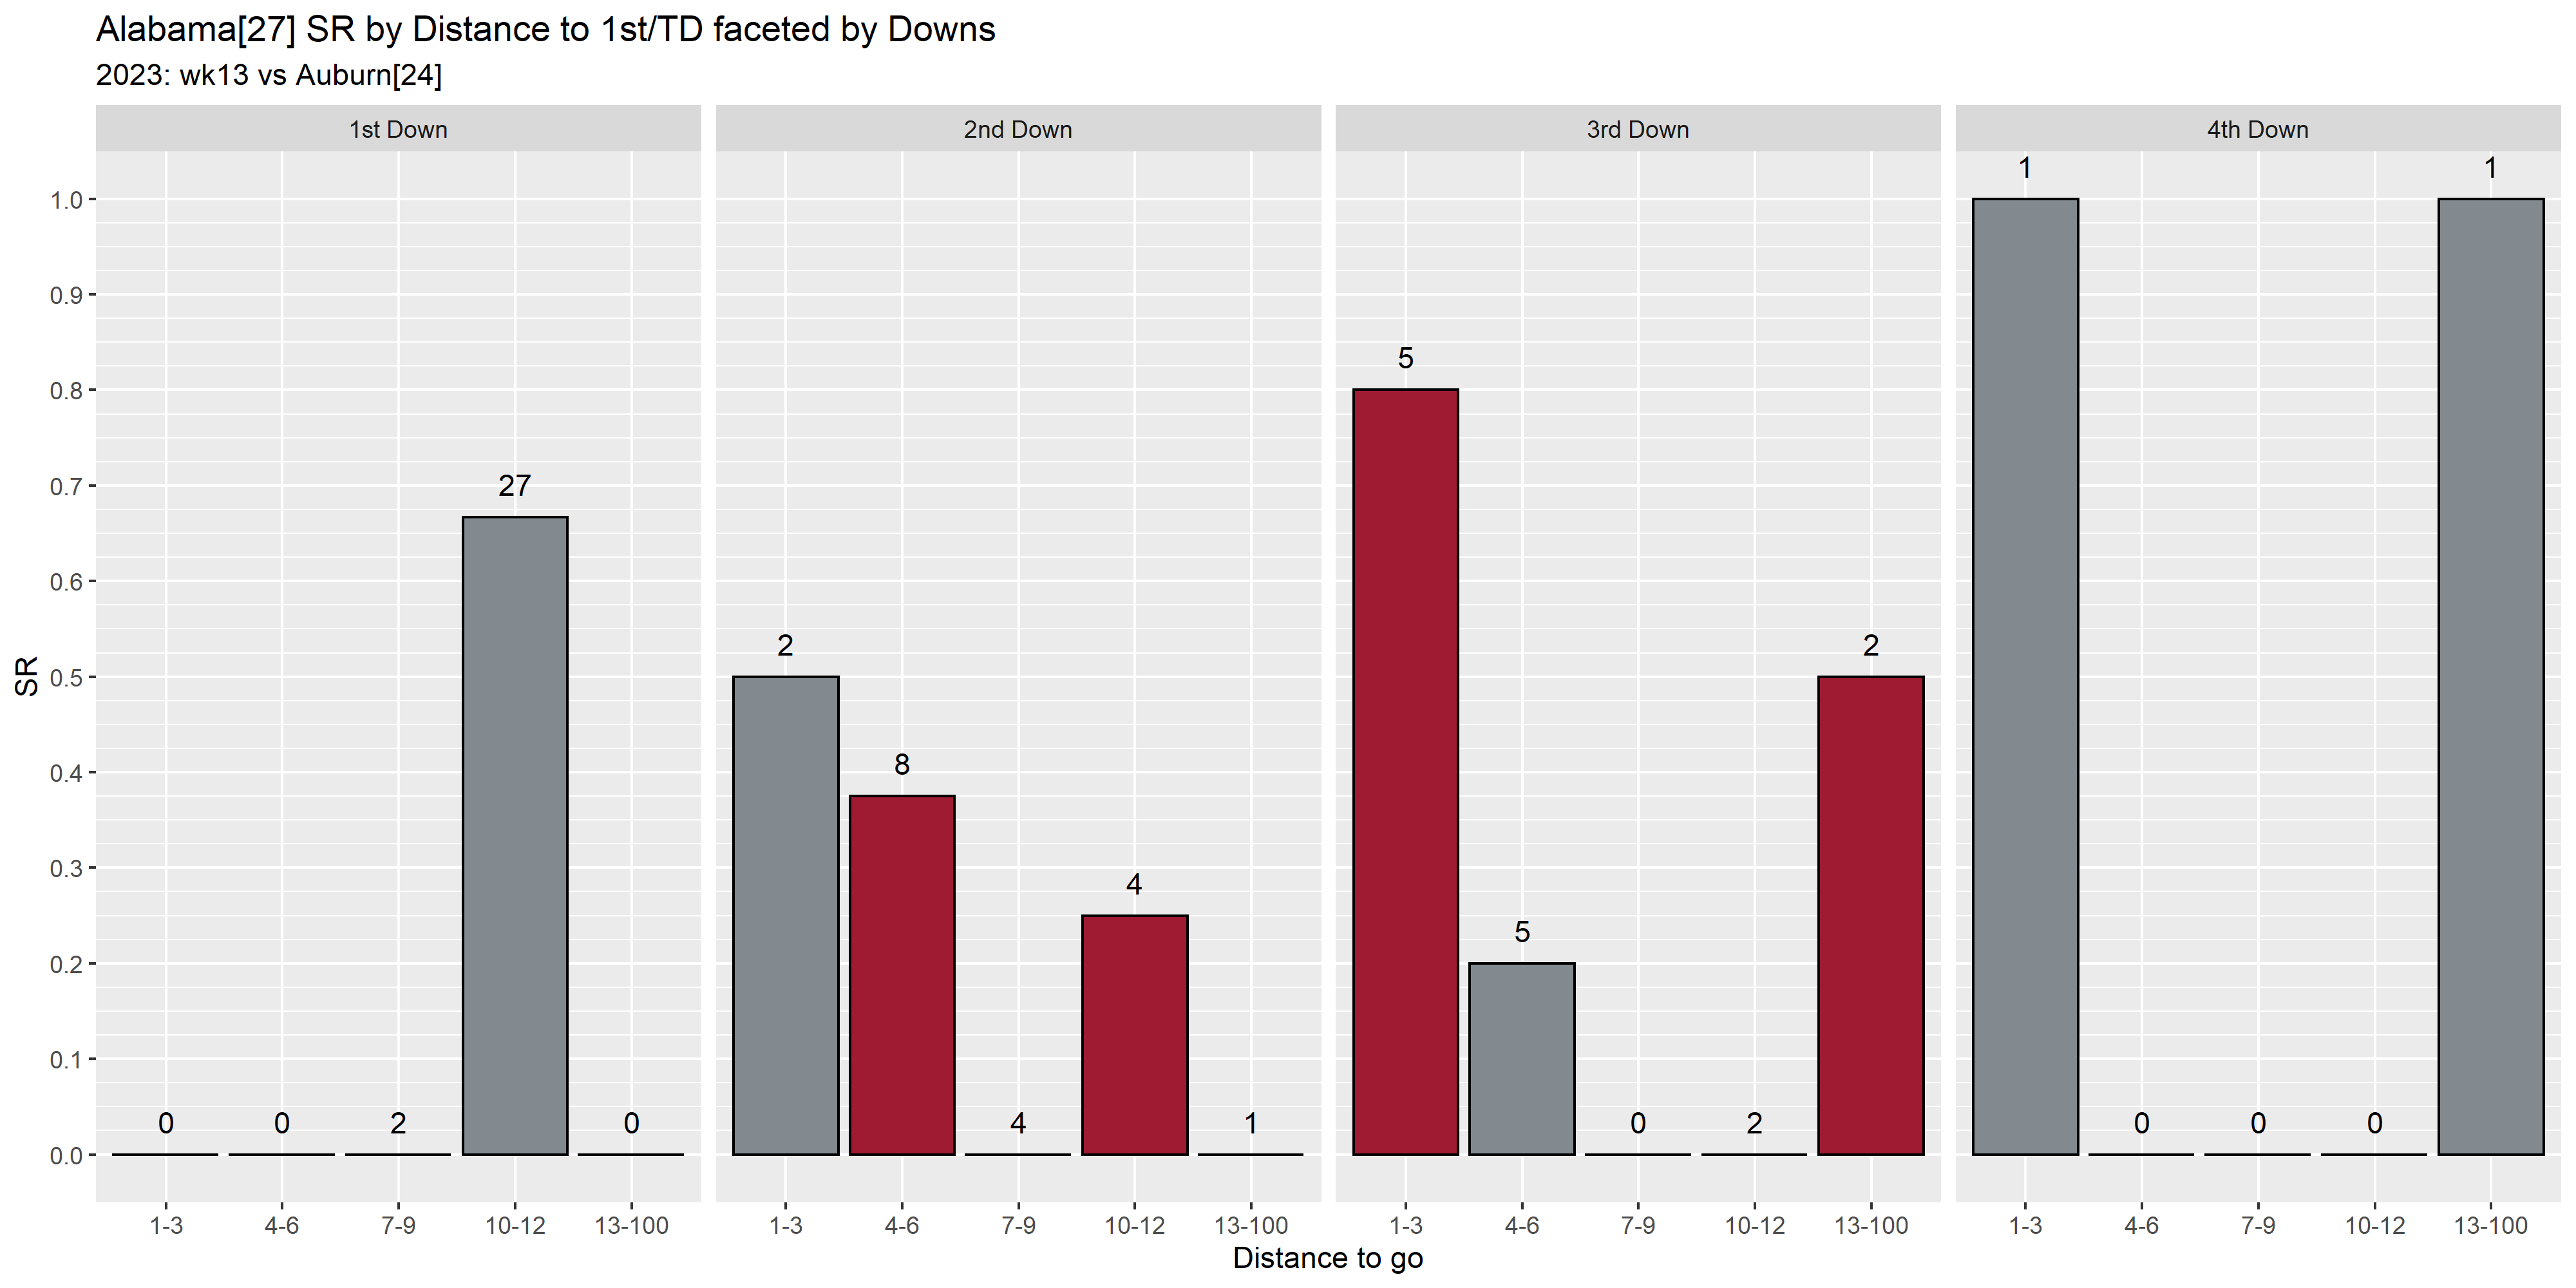 Alabama[27] SR by Distance to 1st/TD faceted by Downs
2023: wk13 vs Auburn[24]
1st Down
2nd Down
3rd Down
4th Down
SR
1.0
0.9
0.8
0.7
0.6
0.5
0.4
0.3
0.2
0.1
0.0
0 0 2 27 0
2 8 4 4 1
5 5 0 2 2
1 0 0 0 1
1-3 4-6 7-9 10-12 13-100
1-3 4-6 7-9 10-12 13-100
1-3 4-6 7-9 10-12 13-100
1-3 4-6 7-9 10-12 13-100
Distance to go